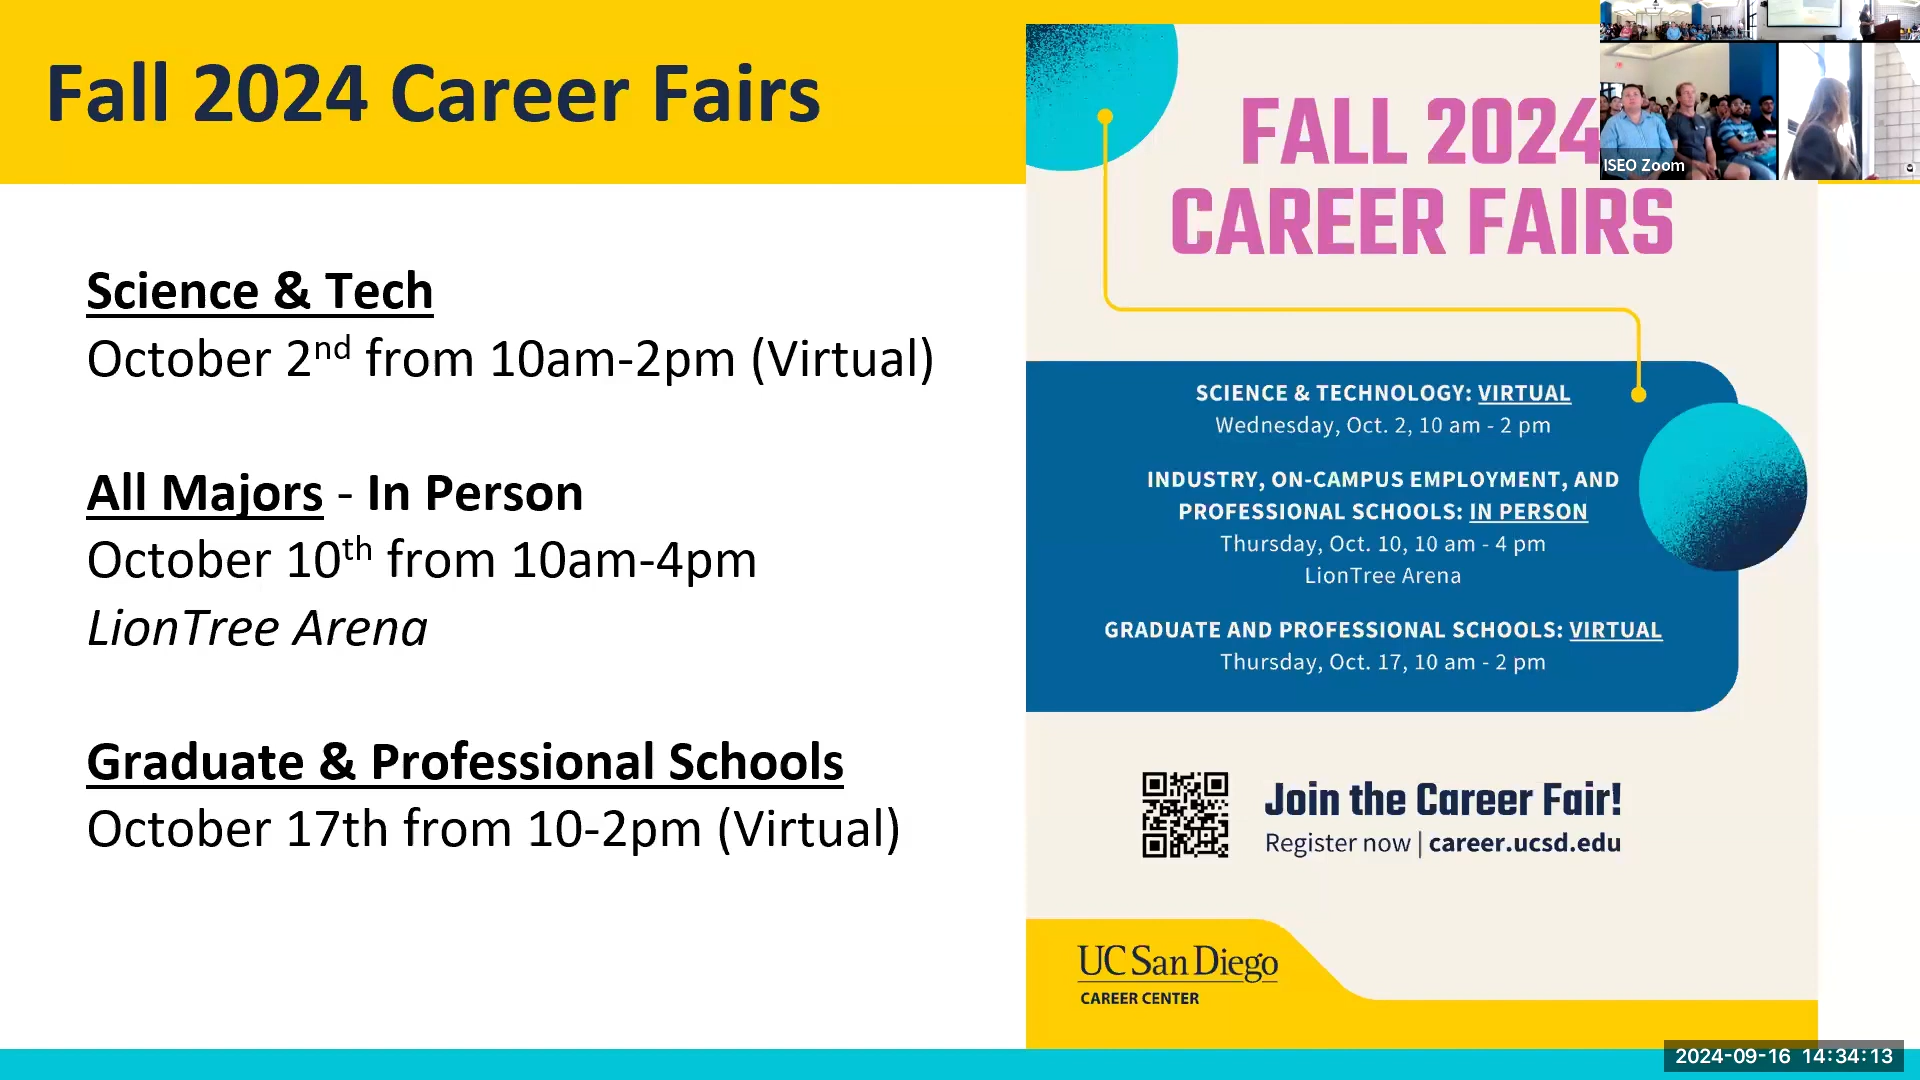 Fall 2024 Career Fairs
Science & Tech
October 2nd from 10am-2pm (Virtual)
All Majors - In Person
October 10th from 10am-4pm
LionTree Arena
Graduate & Professional Schools
October 17th from 10-2pm (Virtual)
FALL 2024
CAREER FAIRS
SCIENCE & TECHNOLOGY: VIRTUAL
Wednesday, Oct. 2, 10 am - 2 pm
INDUSTRY, ON-CAMPUS EMPLOYMENT, AND
PROFESSIONAL SCHOOLS: IN PERSON
Thursday, Oct. 10, 10 am - 4 pm
LionTree Arena
GRADUATE AND PROFESSIONAL SCHOOLS: VIRTUAL
Thursday, Oct. 17, 10 am - 2 pm
Join the Career Fair!
Register now | career.ucsd.edu
UC San Diego
CAREER CENTER
ISEO Zoom
2024-09-16 14:34:13